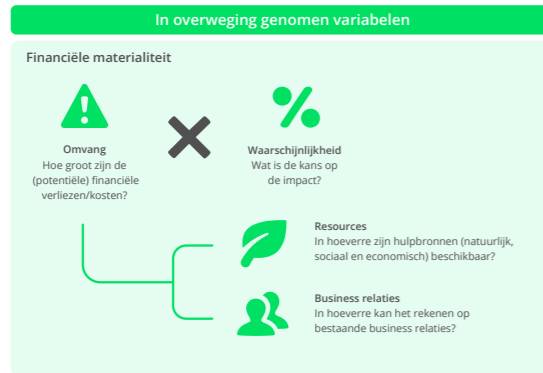 In overweging genomen variabelen
Financiële materialiteit
Omvang
Hoe groot zijn de
(potentiële) financiële
verliezen/kosten?
Waarschijnlijkheid
Wat is de kans op
de impact?
Resources
In hoeverre zijn hulpbronnen (natuurlijk,
sociaal en economisch) beschikbaar?
Business relaties
In hoeverre kan het rekenen op
bestaande business relaties?